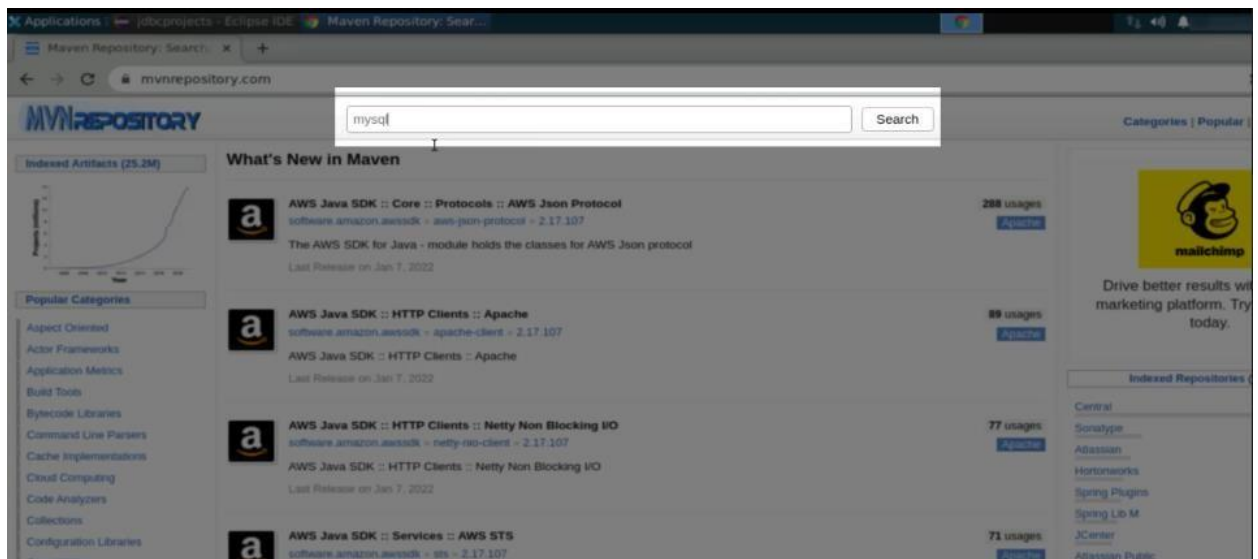 Applications jdbcprojects - Eclipse IDE Maven Repository: Sear...
Maven Repository: Search
mvnrepository.com
MVNREPOSITORY
mysql
Search
Categories | Popular |
Indexed Artifacts (25.2M)
Projects (millions)
Year
Popular Categories
Aspect Oriented
Actor Frameworks
Application Metrics
Build Tools
Bytecode Libraries
Command Line Parsers
Cache Implementations
Cloud Computing
Code Analyzers
Collections
Configuration Libraries
What's New in Maven
AWS Java SDK :: Core :: Protocols :: AWS Json Protocol
288 usages
software.amazon.awssdk » aws-json-protocol » 2.17.107
Apache
The AWS SDK for Java - module holds the classes for AWS Json protocol
Last Release on Jan 7, 2022
AWS Java SDK :: HTTP Clients :: Apache
89 usages
software.amazon.awssdk » apache-client » 2.17.107
Apache
AWS Java SDK :: HTTP Clients :: Apache
Last Release on Jan 7, 2022
AWS Java SDK :: HTTP Clients :: Netty Non Blocking I/O
77 usages
software.amazon.awssdk » netty-nio-client » 2.17.107
Apache
AWS Java SDK :: HTTP Clients :: Netty Non Blocking I/O
Last Release on Jan 7, 2022
AWS Java SDK :: Services :: AWS STS
71 usages
software.amazon.awssdk » sts » 2.17.107
Apache
mailchimp
Drive better results wit
marketing platform. Try
today.
Indexed Repositories (
Central
Sonatype
Atlassian
Hortonworks
Spring Plugins
Spring Lib M
JCenter
Atlassian Public